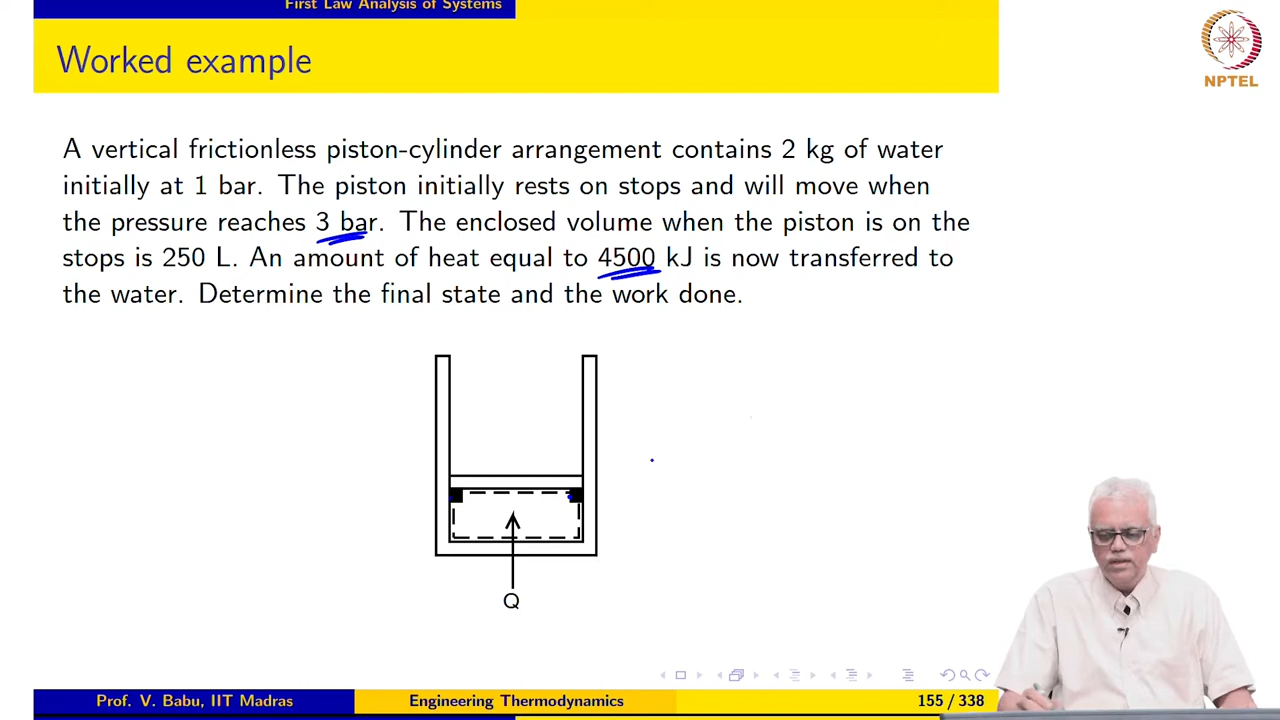 First Law Analysis of Systems
Worked example
NPTEL
A vertical frictionless piston-cylinder arrangement contains 2 kg of water
initially at 1 bar. The piston initially rests on stops and will move when
the pressure reaches 3 bar. The enclosed volume when the piston is on the
stops is 250 L. An amount of heat equal to 4500 kJ is now transferred to
the water. Determine the final state and the work done.
Q
Prof. V. Babu, IIT Madras
Engineering Thermodynamics
155 / 338